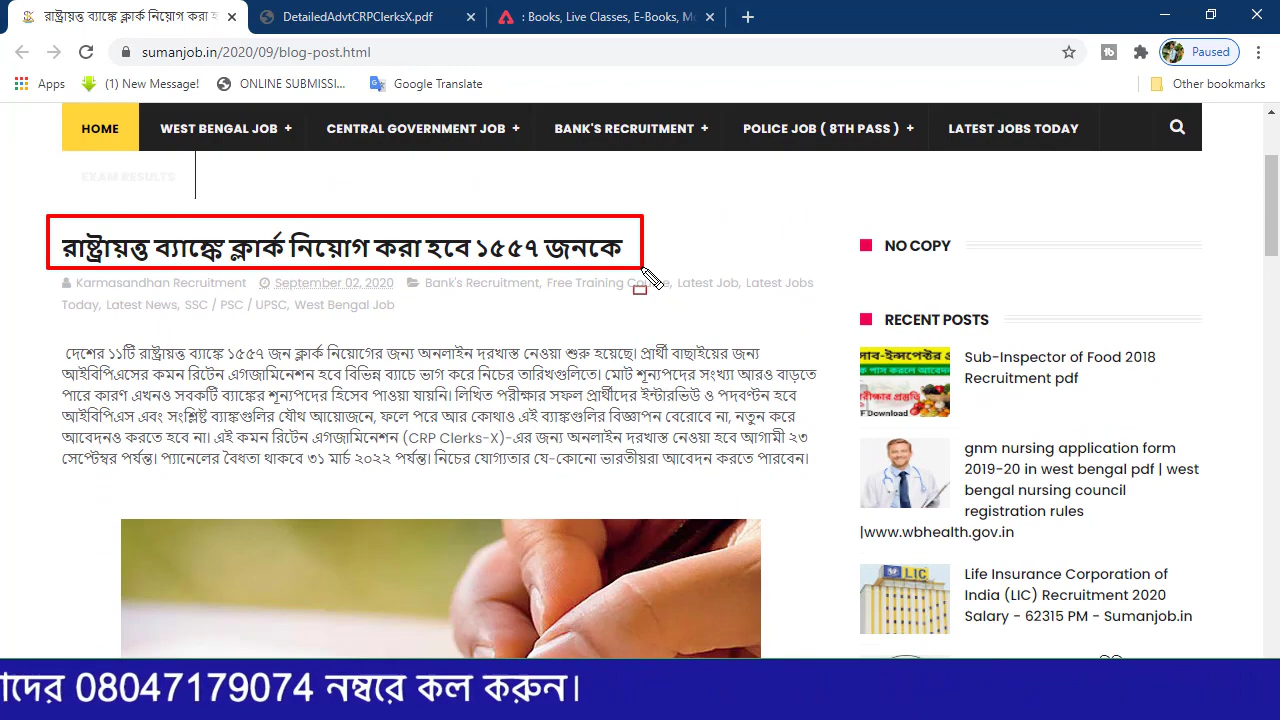 রাষ্ট্রায়ত্ত ব্যাঙ্কে ক্লার্ক নিয়োগ করা হ
DetailedAdvtCRPClerksX.pdf
: Books, Live Classes, E-Books, Mo
sumanjob.in/2020/09/blog-post.html
Paused
Apps
(1) New Message!
ONLINE SUBMISSI...
Google Translate
Other bookmarks
HOME
WEST BENGAL JOB +
CENTRAL GOVERNMENT JOB +
BANK'S RECRUITMENT +
POLICE JOB ( 8TH PASS ) +
LATEST JOBS TODAY
EXAM RESULTS
রাষ্ট্রায়ত্ত ব্যাঙ্কে ক্লার্ক নিয়োগ করা হবে ১৫৫৭ জনকে
Karmasandhan Recruitment September 02, 2020 Bank's Recruitment, Free Training Latest Job, Latest Jobs
Today, Latest News, SSC / PSC / UPSC, West Bengal Job
দেশের ১১টি রাষ্ট্রায়ত্ত ব্যাঙ্কে ১৫৫৭ জন ক্লার্ক নিয়োগের জন্য অনলাইন দরখাস্ত নেওয়া শুরু হয়েছে। প্রার্থী বাছাইয়ের জন্য
আইবিপিএসের কমন রিটেন এগজামিনেশন হবে বিভিন্ন ব্যাচে ভাগ করে নিচের তারিখগুলিতে। মোট শূন্যপদের সংখ্যা আরও বাড়তে
পারে কারণ এখনও সবকটি ব্যাঙ্কের শূন্যপদের হিসেব পাওয়া যায়নি। লিখিত পরীক্ষার সফল প্রার্থীদের ইন্টারভিউ ও পদবণ্টন হবে
আইবিপিএস এবং সংশ্লিষ্ট ব্যাঙ্কগুলির যৌথ আয়োজনে, ফলে পরে আর কোথাও এই ব্যাঙ্কগুলির বিজ্ঞাপন বেরোবে না, নতুন করে
আবেদনও করতে হবে না। এই কমন রিটেন এগজামিনেশন (CRP Clerks-X)-এর জন্য অনলাইন দরখাস্ত নেওয়া হবে আগামী ২৩
সেপ্টেম্বর পর্যন্ত। প্যানেলের বৈধতা থাকবে ৩১ মার্চ ২০২২ পর্যন্ত। নিচের যোগ্যতার যে-কোনো ভারতীয়রা আবেদন করতে পারবেন।
NO COPY
RECENT POSTS
Sub-Inspector of Food 2018
Recruitment pdf
gnm nursing application form
2019-20 in west bengal pdf | west
bengal nursing council
registration rules
|www.wbhealth.gov.in
LIC
Life Insurance Corporation of
India (LIC) Recruitment 2020
Salary - 62315 PM - Sumanjob.in
াদের 08047179074 নম্বরে কল করুন।